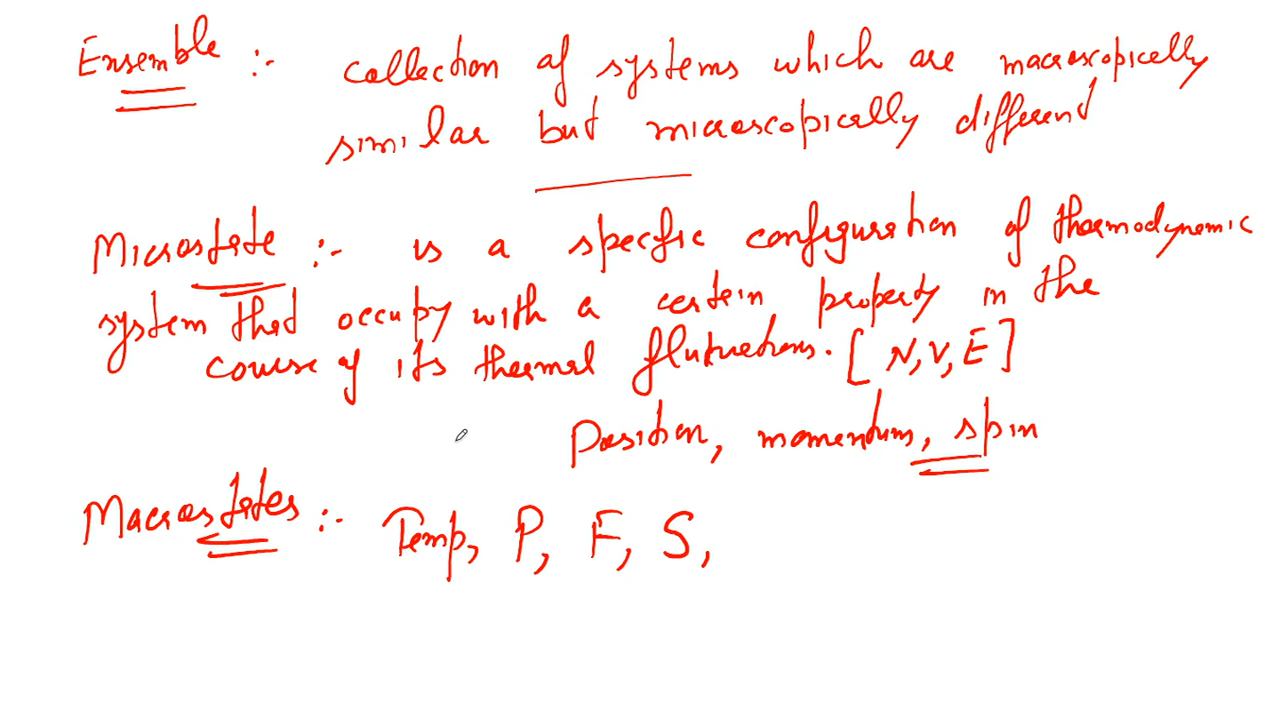 Ensemble :- collection of systems which are macroscopically
similar but microscopically different
Microstate :- is a specific configuration of thermodynamic
system that occupy with a certain property in the
course of its thermal flutuations. [N, V, E]
Position, momentum, spin
Macrostates :- Temp, P, F, S,